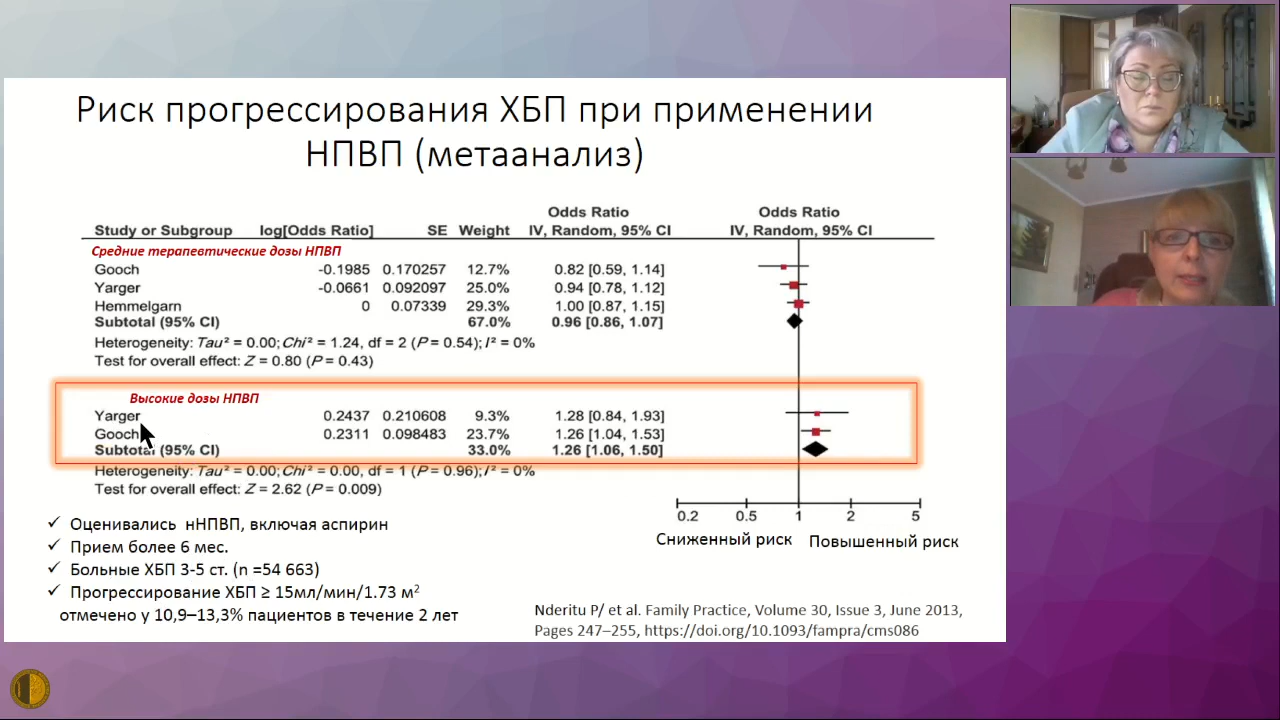 Риск прогрессирования ХБП при применении
НПВП (метаанализ)
Odds Ratio Odds Ratio
Study or Subgroup log[Odds Ratio] SE Weight IV, Random, 95% CI IV, Random, 95% CI
Средние терапевтические дозы НПВП
Gooch -0.1985 0.170257 12.7% 0.82 [0.59, 1.14]
Yarger -0.0661 0.092097 25.0% 0.94 [0.78, 1.12]
Hemmelgarn 0 0.07339 29.3% 1.00 [0.87, 1.15]
Subtotal (95% CI) 67.0% 0.96 [0.86, 1.07]
Heterogeneity: Tau² = 0.00; Chi² = 1.24, df = 2 (P = 0.54); I² = 0%
Test for overall effect: Z = 0.80 (P = 0.43)
Высокие дозы НПВП
Yarger 0.2437 0.210608 9.3% 1.28 [0.84, 1.93]
Gooch 0.2311 0.098483 23.7% 1.26 [1.04, 1.53]
Subtotal (95% CI) 33.0% 1.26 [1.06, 1.50]
Heterogeneity: Tau² = 0.00; Chi² = 0.00, df = 1 (P = 0.96); I² = 0%
Test for overall effect: Z = 2.62 (P = 0.009)
0.2 0.5 1 2 5
Сниженный риск Повышенный риск
✓ Оценивались нНПВП, включая аспирин
✓ Прием более 6 мес.
✓ Больные ХБП 3-5 ст. (n =54 663)
✓ Прогрессирование ХБП ≥ 15мл/мин/1.73 м²
отмечено у 10,9–13,3% пациентов в течение 2 лет
Nderitu P/ et al. Family Practice, Volume 30, Issue 3, June 2013,
Pages 247–255, https://doi.org/10.1093/fampra/cms086